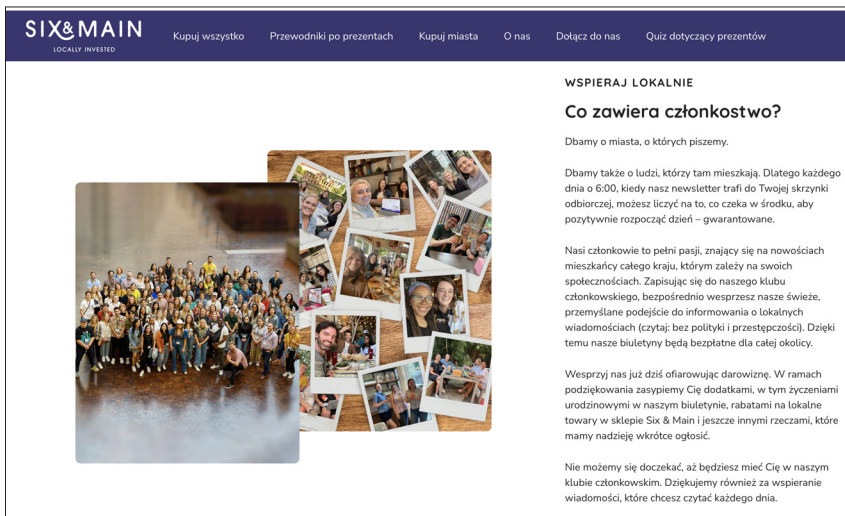 SIX&MAIN
LOCALLY INVESTED
Kupuj wszystko
Przewodniki po prezentach
Kupuj miasta
O nas
Dołącz do nas
Quiz dotyczący prezentów
WSPIERAJ LOKALNIE
Co zawiera członkostwo?
Dbamy o miasta, o których piszemy.
Dbamy także o ludzi, którzy tam mieszkają. Dlatego każdego
dnia o 6:00, kiedy nasz newsletter trafi do Twojej skrzynki
odbiorczej, możesz liczyć na to, co czeka w środku, aby
pozytywnie rozpocząć dzień – gwarantowane.
Nasi członkowie to pełni pasji, znający się na nowościach
mieszkańcy całego kraju, którym zależy na swoich
społecznościach. Zapisując się do naszego klubu
członkowskiego, bezpośrednio wesprzesz nasze świeże,
przemyślane podejście do informowania o lokalnych
wiadomościach (czytaj: bez polityki i przestępczości). Dzięki
temu nasze biuletyny będą bezpłatne dla całej okolicy.
Wesprzyj nas już dziś ofiarowując darowiznę. W ramach
podziękowania zasypiemy Cię dodatkami, w tym życzeniami
urodzinowymi w naszym biuletynie, rabatami na lokalne
towary w sklepie Six & Main i jeszcze innymi rzeczami, które
mamy nadzieję wkrótce ogłosić.
Nie możemy się doczekać, aż będziesz mieć Cię w naszym
klubie członkowskim. Dziękujemy również za wspieranie
wiadomości, które chcesz czytać każdego dnia.